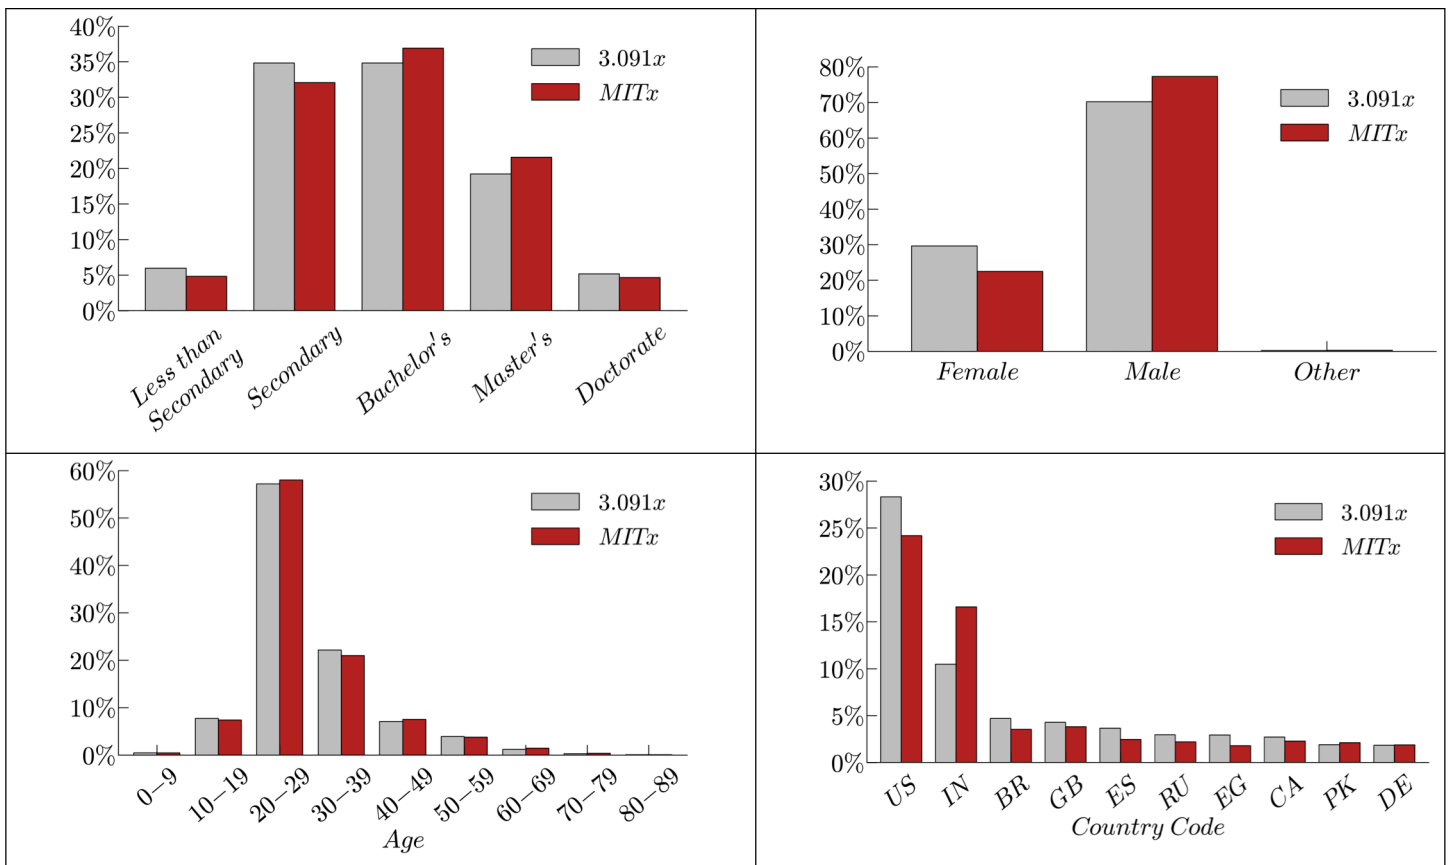 40%
35%
30%
25%
20%
15%
10%
5%
0%
3.091x
MITx
Less than
Secondary
Secondary
Bachelor's
Master's
Doctorate
80%
70%
60%
50%
40%
30%
20%
10%
0%
3.091x
MITx
Female Male Other
60%
50%
40%
30%
20%
10%
0%
3.091x
MITx
0−9 10−19 20−29 30−39 40−49 50−59 60−69 70−79 80−89
Age
30%
25%
20%
15%
10%
5%
0%
3.091x
MITx
US IN BR GB ES RU EG CA PK DE
Country Code